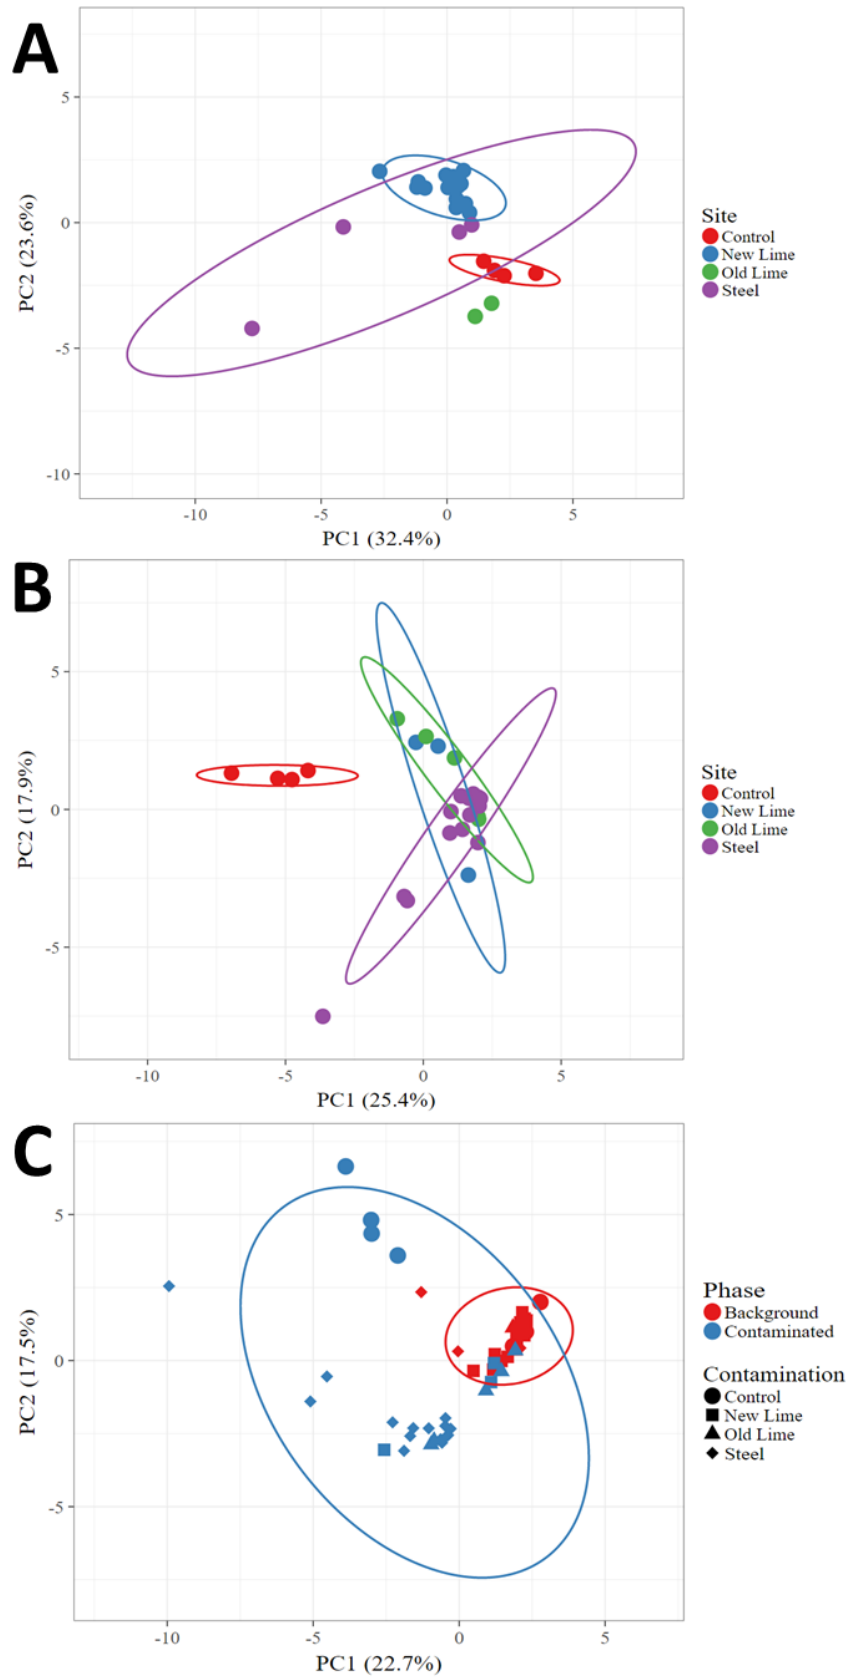 A
5
0
-5
-10
PC2 (23.6%)
-10 -5 0 5
PC1 (32.4%)
Site
Control
New Lime
Old Lime
Steel
B
5
0
-5
PC2 (17.9%)
-10 -5 0 5
PC1 (25.4%)
Site
Control
New Lime
Old Lime
Steel
C
5
0
-5
PC2 (17.5%)
-10 -5 0 5
PC1 (22.7%)
Phase
Background
Contaminated
Contamination
Control
New Lime
Old Lime
Steel